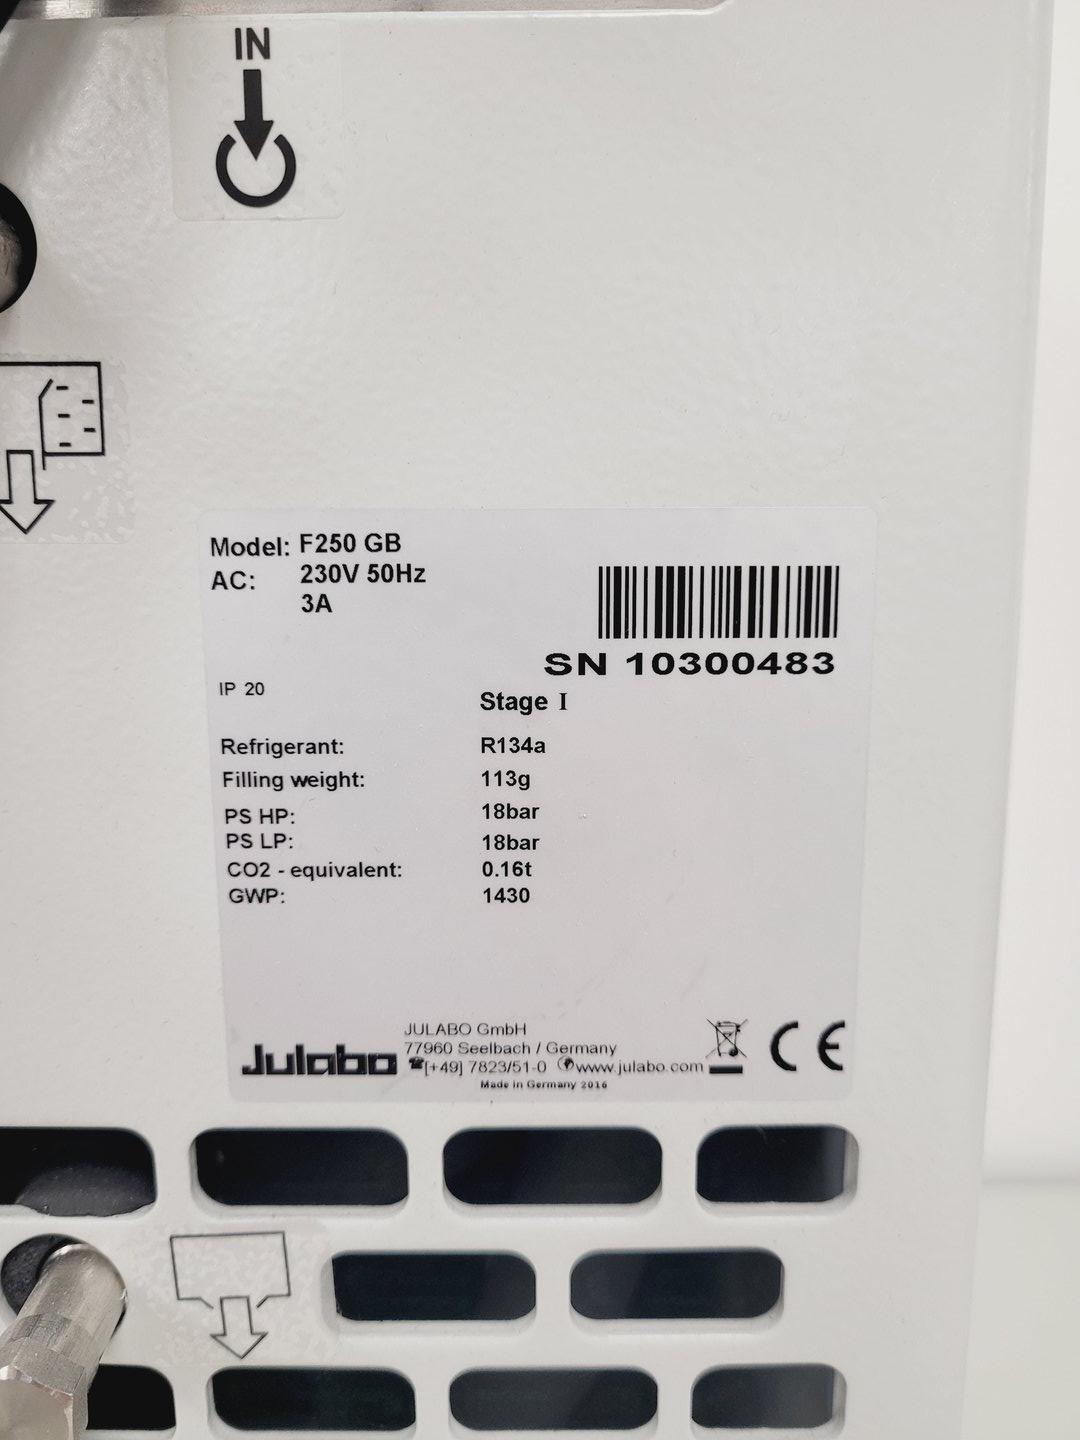 IN
Model: F250 GB
AC: 230V 50Hz
3A
SN 10300483
IP 20
Stage I
Refrigerant: R134a
Filling weight: 113g
PS HP: 18bar
PS LP: 18bar
CO2 - equivalent: 0.16t
GWP: 1430
Julabo
JULABO GmbH
77960 Seelbach / Germany
☎[+49] 7823/51-0 www.julabo.com
Made in Germany 2016
CE